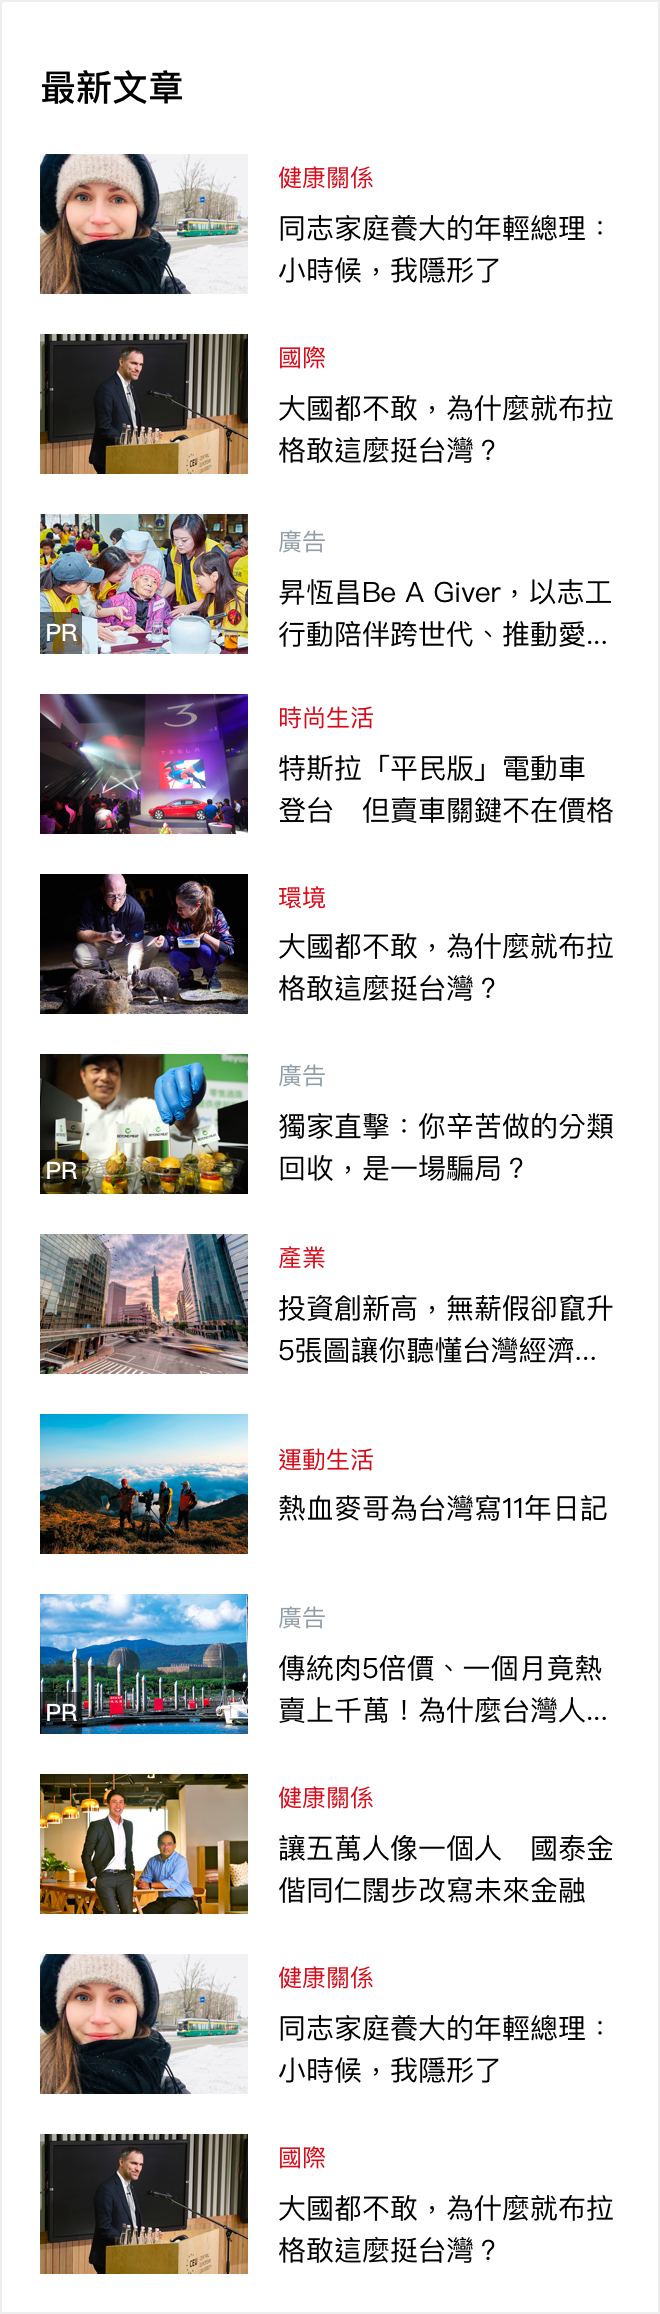 最新文章
健康關係
同志家庭養大的年輕總理：
小時候，我隱形了
國際
大國都不敢，為什麼就布拉
格敢這麼挺台灣？
CEU
廣告
昇恆昌Be A Giver，以志工
行動陪伴跨世代、推動愛...
PR
時尚生活
特斯拉「平民版」電動車
登台　但賣車關鍵不在價格
3
TESLA
環境
大國都不敢，為什麼就布拉
格敢這麼挺台灣？
廣告
獨家直擊：你辛苦做的分類
回收，是一場騙局？
BEYOND MEAT
PR
產業
投資創新高，無薪假卻竄升
5張圖讓你聽懂台灣經濟...
運動生活
熱血麥哥為台灣寫11年日記
廣告
傳統肉5倍價、一個月竟熱
賣上千萬！為什麼台灣人...
PR
健康關係
讓五萬人像一個人　國泰金
偕同仁闊步改寫未來金融
健康關係
同志家庭養大的年輕總理：
小時候，我隱形了
國際
大國都不敢，為什麼就布拉
格敢這麼挺台灣？
CEU